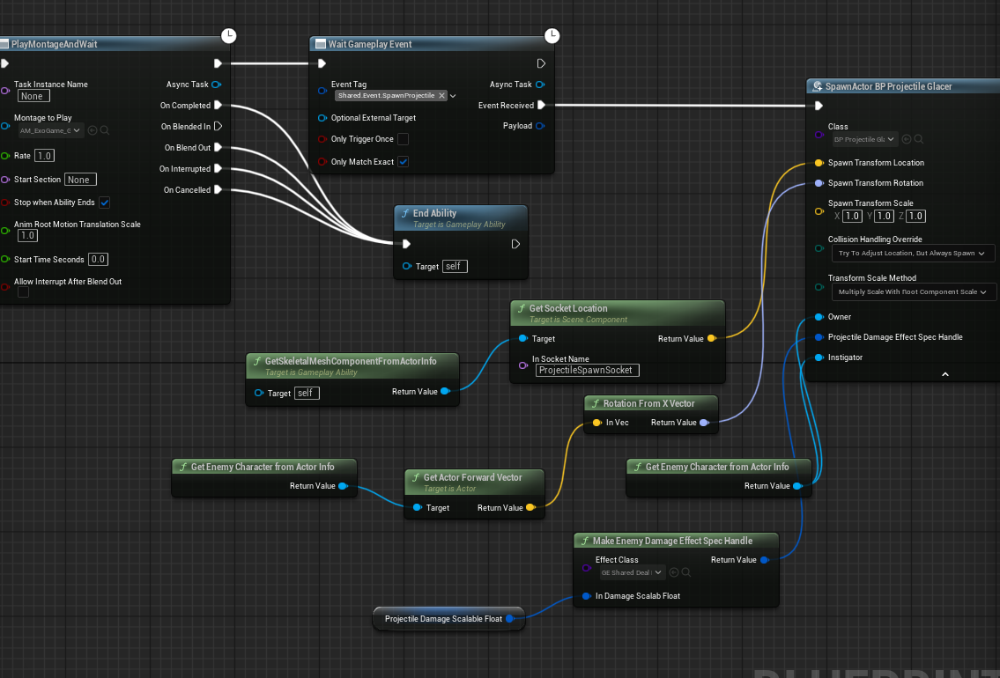 PlayMontageAndWait
Task Instance Name
None
Montage to Play
AM_ExoGame_G
Rate 1.0
Start Section None
Stop when Ability Ends
Anim Root Motion Translation Scale
1.0
Start Time Seconds 0.0
Allow Interrupt After Blend Out
Async Task
On Completed
On Blended In
On Blend Out
On Interrupted
On Cancelled
Wait Gameplay Event
Event Tag
Shared.Event.SpawnProjectile
Optional External Target
Only Trigger Once
Only Match Exact
Async Task
Event Received
Payload
End Ability
Target is Gameplay Ability
Target self
SpawnActor BP Projectile Glacer
Class
BP Projectile Gla
Spawn Transform Location
Spawn Transform Rotation
Spawn Transform Scale
X 1.0 Y 1.0 Z 1.0
Collision Handling Override
Try To Adjust Location, But Always Spawn
Transform Scale Method
Multiply Scale With Root Component Scale
Owner
Projectile Damage Effect Spec Handle
Instigator
Get Socket Location
Target is Scene Component
Target Return Value
In Socket Name
ProjectileSpawnSocket
GetSkeletalMeshComponentFromActorInfo
Target is Gameplay Ability
Target self Return Value
Rotation From X Vector
In Vec Return Value
Get Enemy Character from Actor Info
Return Value
Get Actor Forward Vector
Target is Actor
Target Return Value
Get Enemy Character from Actor Info
Return Value
Make Enemy Damage Effect Spec Handle
Effect Class Return Value
GE Shared Deal
In Damage Scalab Float
Projectile Damage Scalable Float
BLUEPRINT